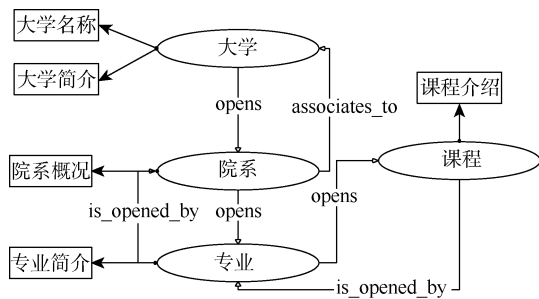 大学名称
大学
大学简介
opens
associates_to
课程介绍
院系概况
院系
课程
is_opened_by
opens
opens
专业简介
专业
is_opened_by